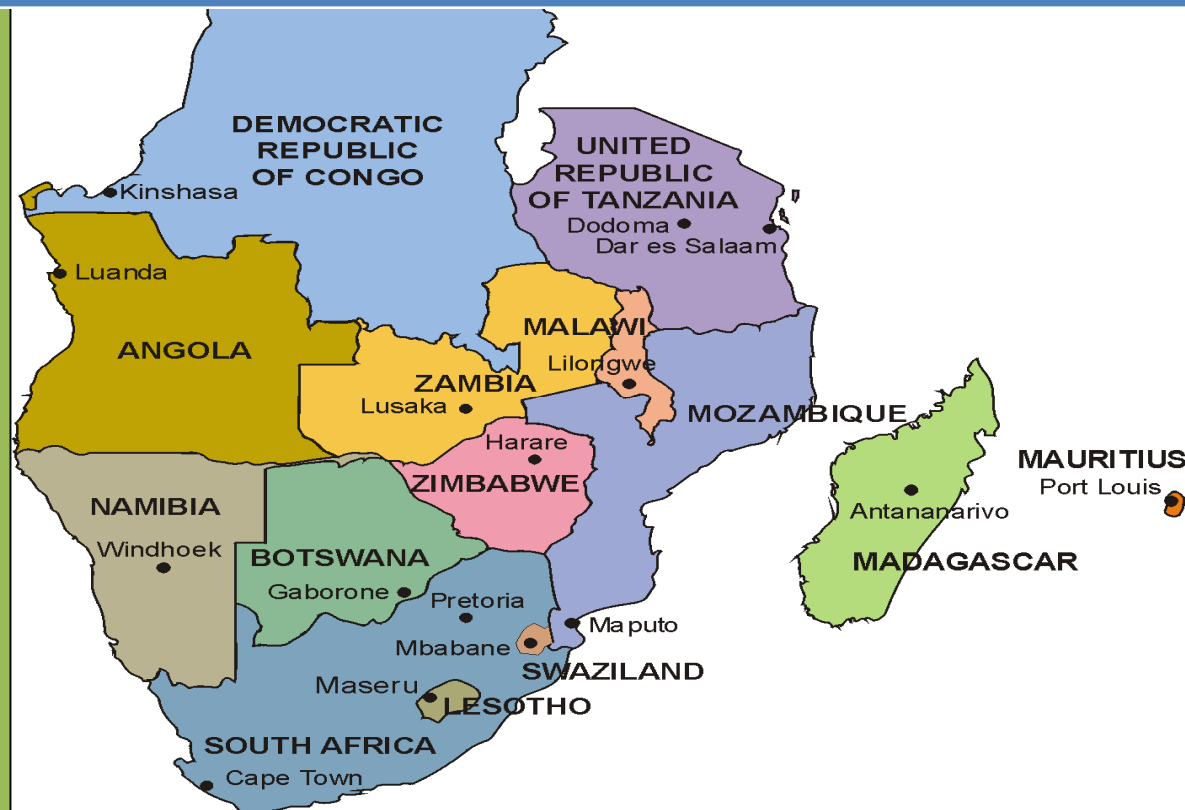 DEMOCRATIC
REPUBLIC
OF CONGO
Kinshasa
UNITED
REPUBLIC
OF TANZANIA
Dodoma
Dar es Salaam
Luanda
ANGOLA
MALAWI
Lilongwe
ZAMBIA
Lusaka
MOZAMBIQUE
Harare
ZIMBABWE
MAURITIUS
Port Louis
NAMIBIA
Windhoek
Antananarivo
MADAGASCAR
BOTSWANA
Gaborone
Pretoria
Maputo
Mbabane
SWAZILAND
Maseru
LESOTHO
SOUTH AFRICA
Cape Town